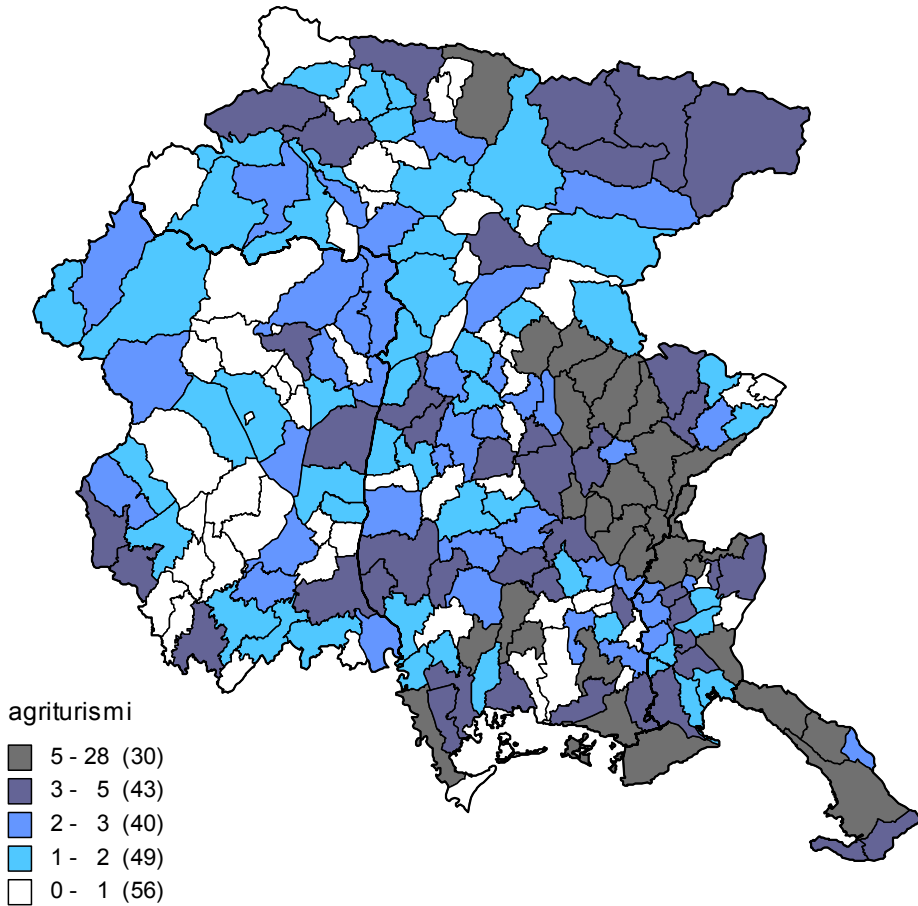 agriturismi
5 - 28 (30)
3 - 5 (43)
2 - 3 (40)
1 - 2 (49)
0 - 1 (56)